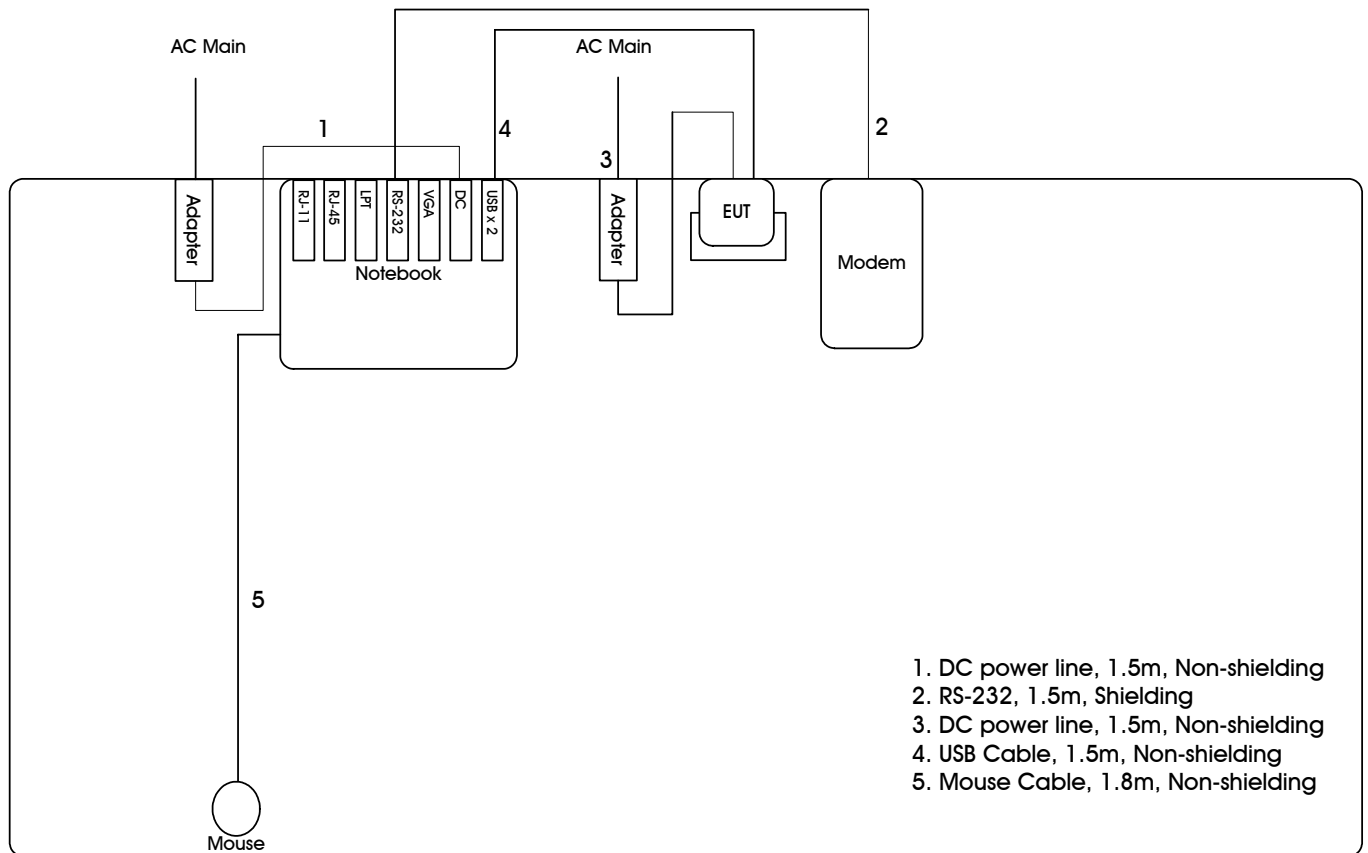 AC Main
AC Main
1
4
2
3
Adapter
RJ-11
RJ-45
LPT
RS-232
VGA
DC
USB x 2
Notebook
Adapter
EUT
Modem
5
1. DC power line, 1.5m, Non-shielding
2. RS-232, 1.5m, Shielding
3. DC power line, 1.5m, Non-shielding
4. USB Cable, 1.5m, Non-shielding
5. Mouse Cable, 1.8m, Non-shielding
Mouse